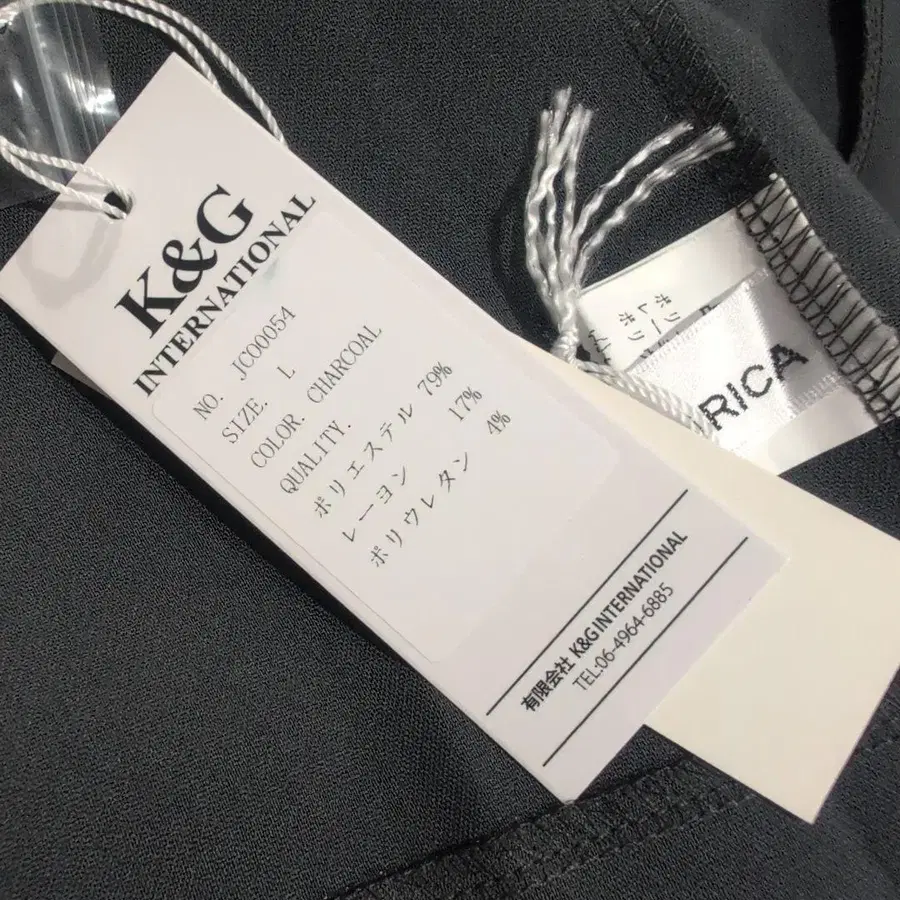 K&G
INTERNATIONAL
NO. JC00054
SIZE. L
COLOR. CHARCOAL
QUALITY.
ポリエステル 79%
レーヨン 17%
ポリウレタン 4%
有限会社 K&G INTERNATIONAL
TEL:06-4964-6885
RICA